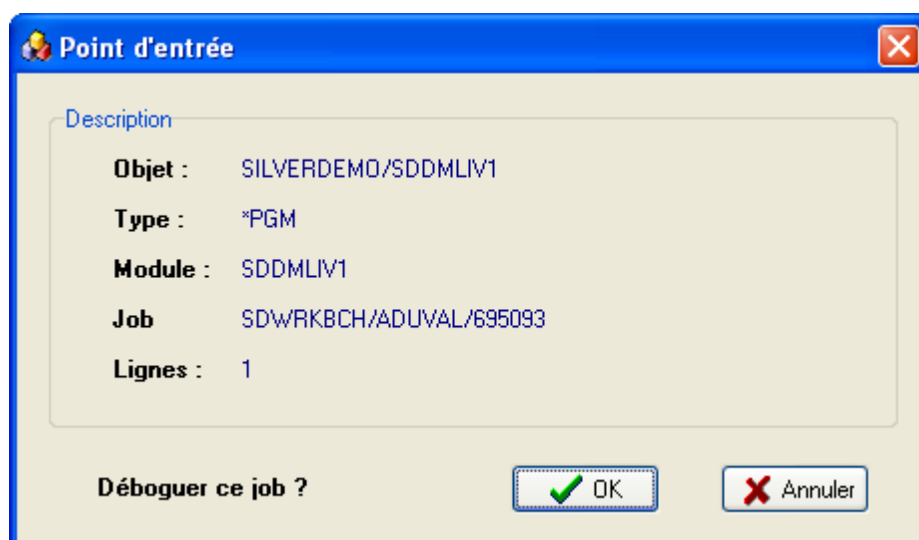 Point d'entrée
Description
Objet : SILVERDEMO/SDDMLIV1
Type : *PGM
Module : SDDMLIV1
Job SDWRKBCH/ADUVAL/695093
Lignes : 1
Déboguer ce job ? OK Annuler